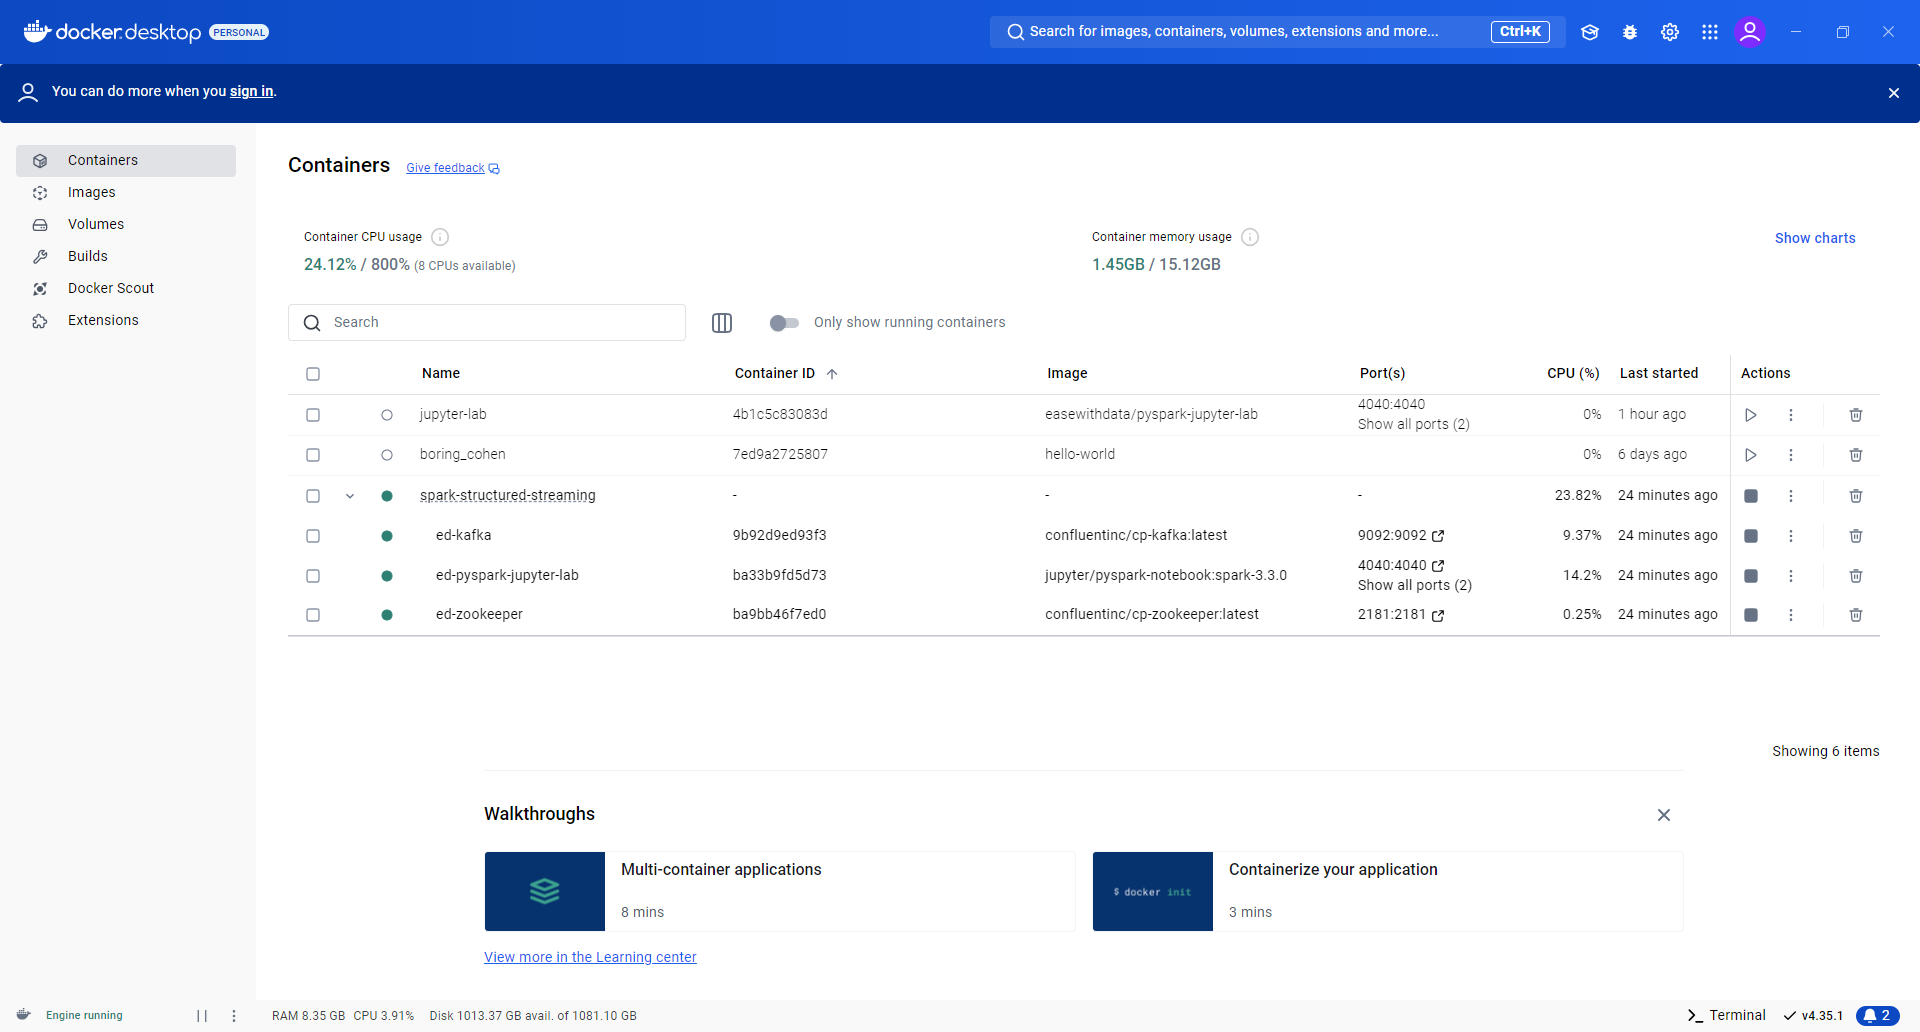 docker.desktop PERSONAL
Search for images, containers, volumes, extensions and more... Ctrl+K
You can do more when you sign in.
Containers
Images
Volumes
Builds
Docker Scout
Extensions
Containers Give feedback
Container CPU usage
24.12% / 800% (8 CPUs available)
Container memory usage
1.45GB / 15.12GB
Show charts
Search
Only show running containers
Name Container ID Image Port(s) CPU (%) Last started Actions
jupyter-lab 4b1c5c83083d easewithdata/pyspark-jupyter-lab 4040:4040 0% 1 hour ago
Show all ports (2)
boring_cohen 7ed9a2725807 hello-world 0% 6 days ago
spark-structured-streaming - - - 23.82% 24 minutes ago
ed-kafka 9b92d9ed93f3 confluentinc/cp-kafka:latest 9092:9092 9.37% 24 minutes ago
ed-pyspark-jupyter-lab ba33b9fd5d73 jupyter/pyspark-notebook:spark-3.3.0 4040:4040 14.2% 24 minutes ago
Show all ports (2)
ed-zookeeper ba9bb46f7ed0 confluentinc/cp-zookeeper:latest 2181:2181 0.25% 24 minutes ago
Showing 6 items
Walkthroughs
Multi-container applications
8 mins
$ docker init
Containerize your application
3 mins
View more in the Learning center
Engine running
RAM 8.35 GB CPU 3.91% Disk 1013.37 GB avail. of 1081.10 GB
Terminal v4.35.1 2